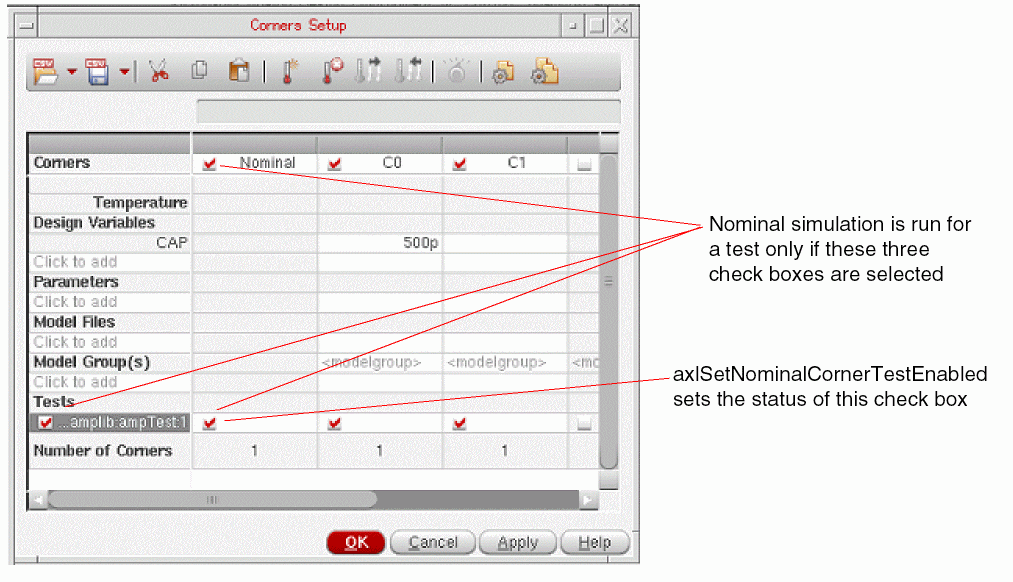 Corners Setup
Corners Nominal C0 C1
Temperature
Design Variables
CAP 500p
Click to add
Parameters
Click to add
Model Files
Click to add
Model Group(s) <modelgroup> <modelgroup> <mo
Click to add
Tests
...amplib:ampTest:1
Number of Corners 1 1 1
OK Cancel Apply Help
Nominal simulation is run for
a test only if these three
check boxes are selected
axlSetNominalCornerTestEnabled
sets the status of this check box